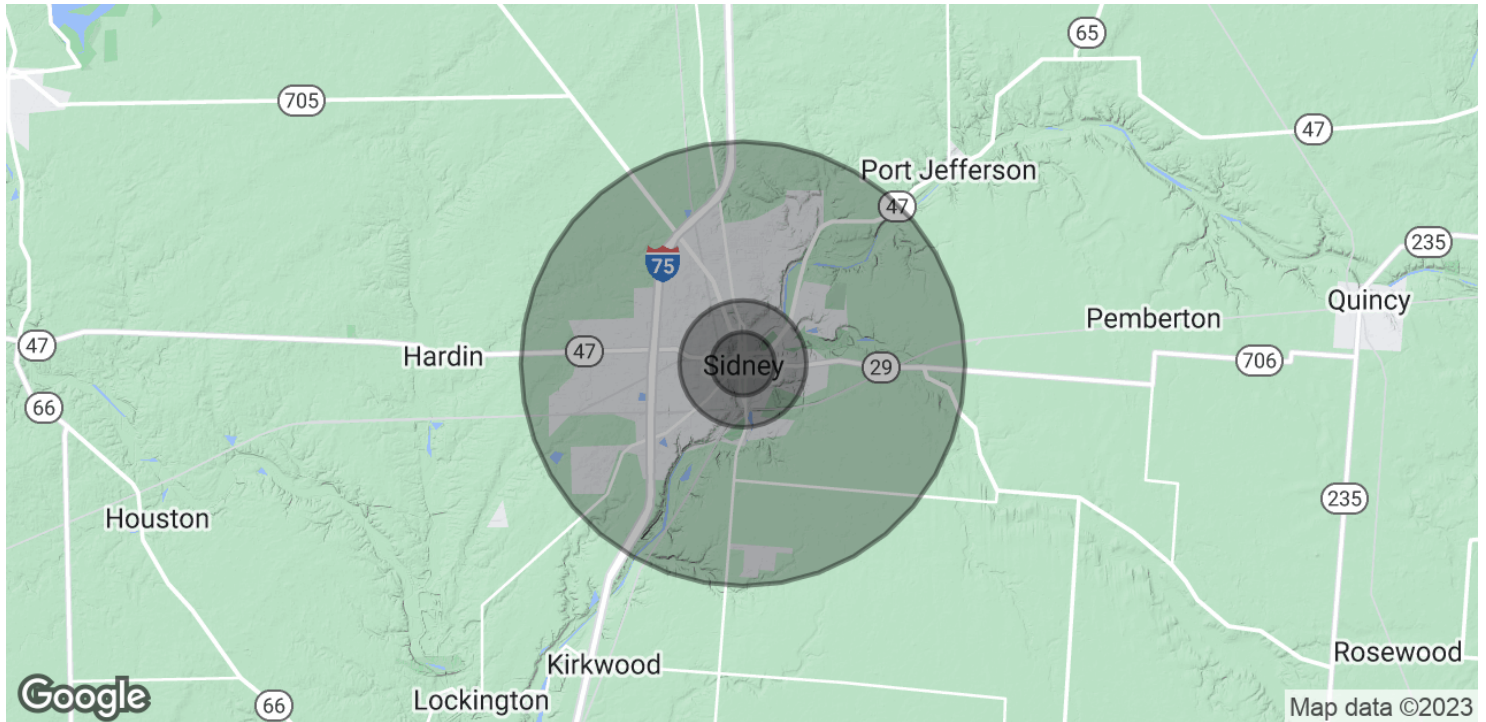 65
705
47
Port Jefferson
47
235
75
Quincy
Pemberton
47
Hardin
47
Sidney
29
706
66
235
Houston
Rosewood
Kirkwood
Lockington
66
Google
Map data ©2023